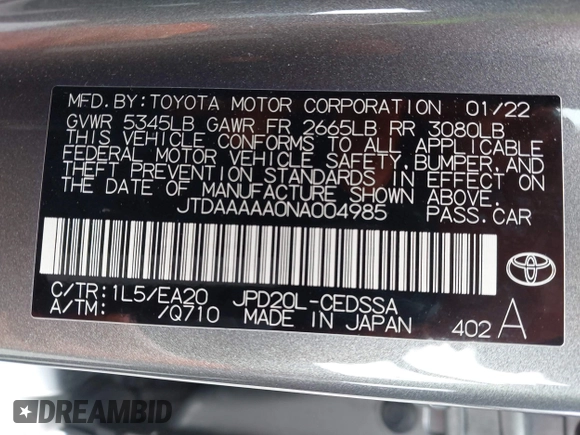 MFD.BY:TOYOTA MOTOR CORPORATION 01/22
GVWR 5345LB GAWR FR 2665LB RR 3080LB
THIS VEHICLE CONFORMS TO ALL APPLICABLE
FEDERAL MOTOR VEHICLE SAFETY, BUMPER, AND
THEFT PREVENTION STANDARDS IN EFFECT ON
THE DATE OF MANUFACTURE SHOWN ABOVE.
JTDAAAAA0NA004985 PASS.CAR
C/TR:1L5/EA20 JPD20L-CEDSSA
A/TM: /Q710 MADE IN JAPAN 402 A
DREAMBID